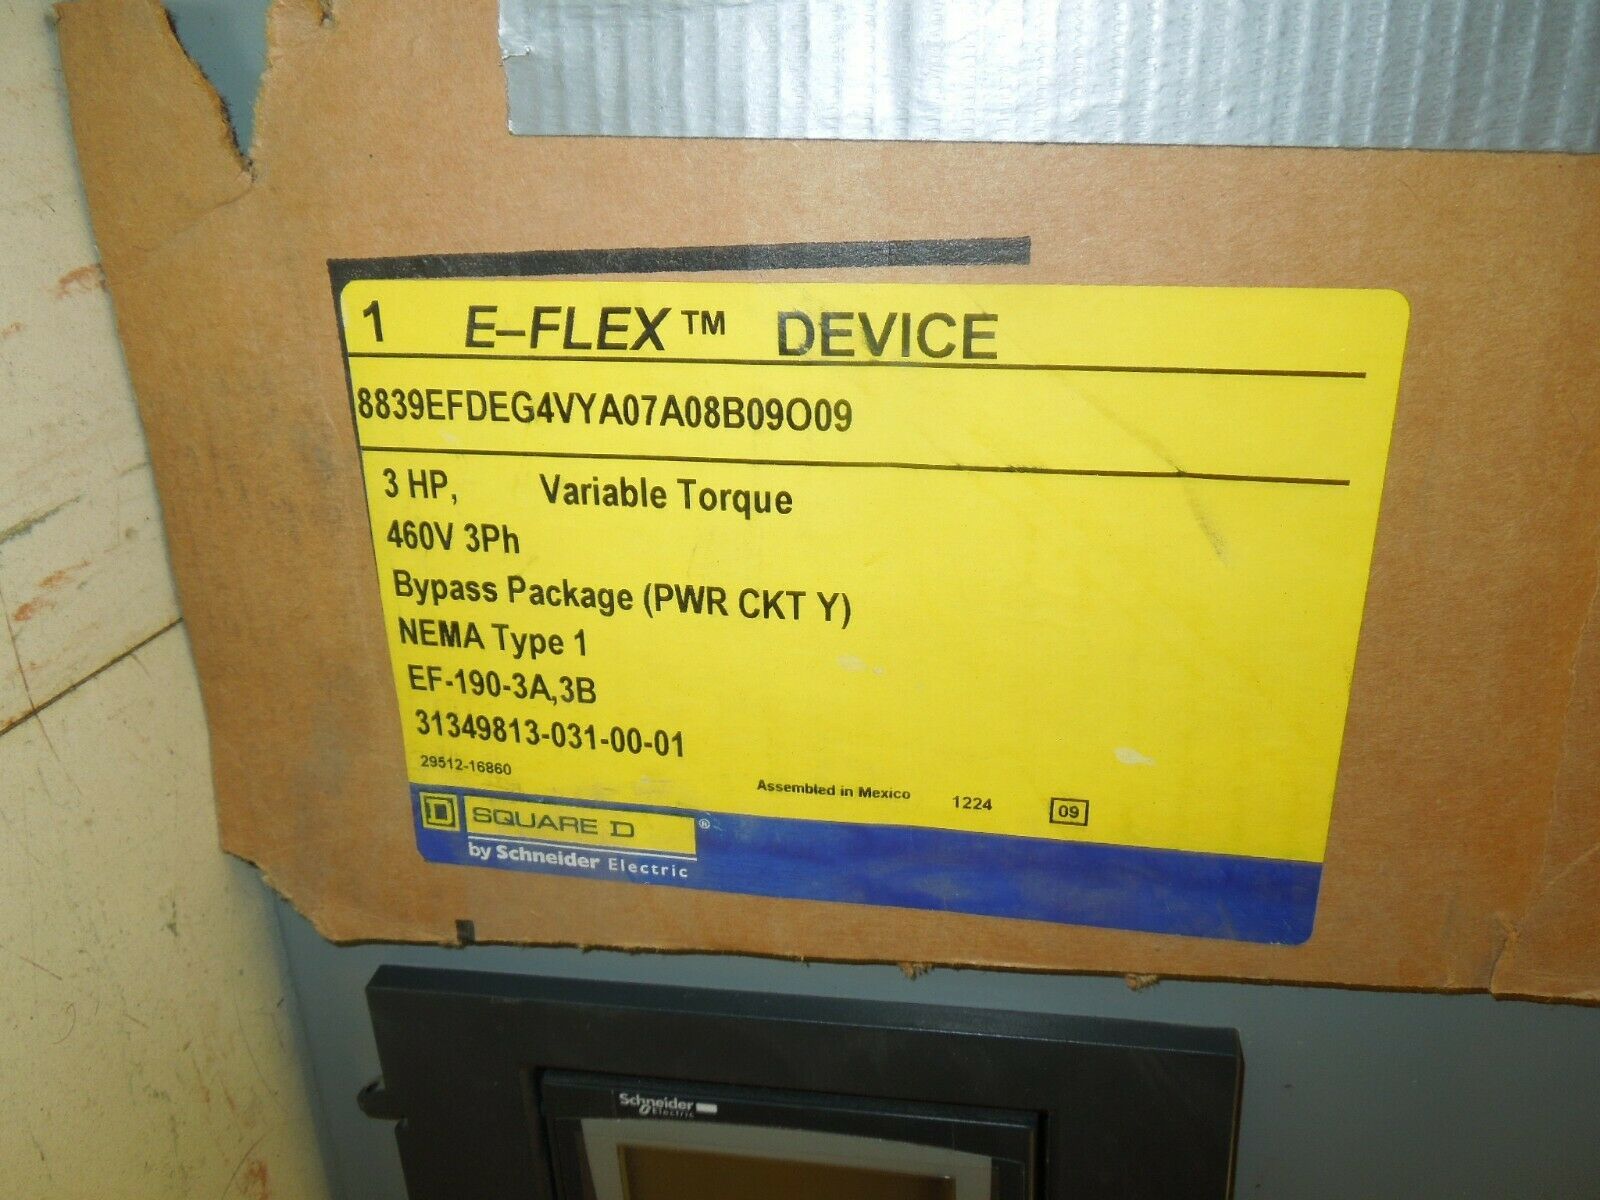 1 E–FLEX™ DEVICE
8839EFDEG4VYA07A08B09O09
3 HP, Variable Torque
460V 3Ph
Bypass Package (PWR CKT Y)
NEMA Type 1
EF-190-3A,3B
31349813-031-00-01
29512-16860
Assembled in Mexico 1224 09
D SQUARE D ®
by Schneider Electric
Schneider
Electric